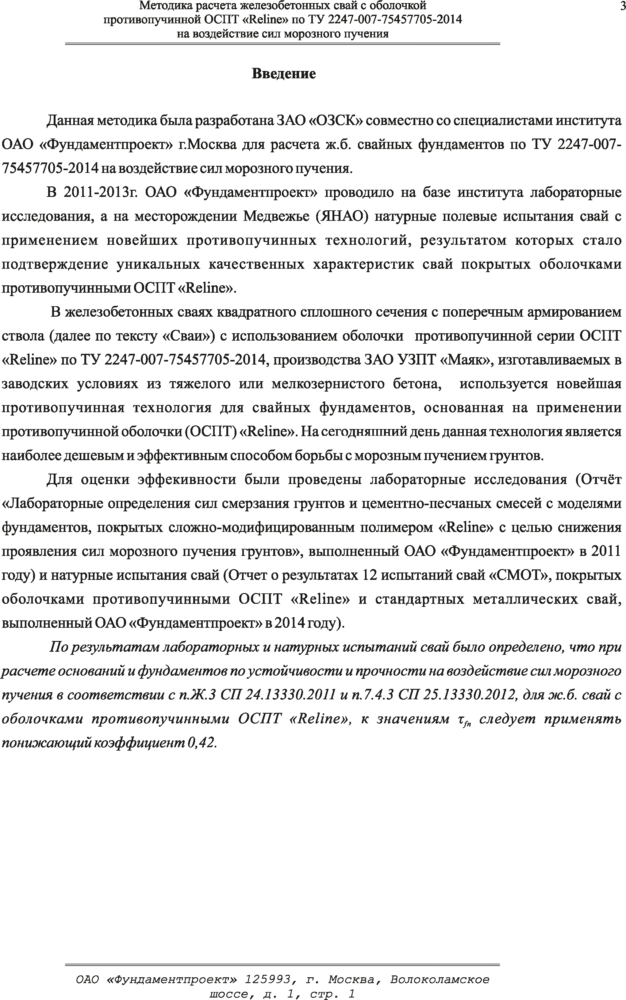 Методика расчета железобетонных свай с оболочкой
3
противопучинной ОСПТ «Reline» по ТУ 2247-007-75457705-2014
на воздействие сил морозного пучения
Введение
Данная методика была разработана ЗАО «ОЗСК» совместно со специалистами института
ОАО «Фундаментпроект» г.Москва для расчета ж.б. свайных фундаментов по ТУ 2247-007-
75457705-2014 на воздействие сил морозного пучения.
В 2011-2013г. ОАО «Фундаментпроект» проводило на базе института лабораторные
исследования, а на месторождении Медвежье (ЯНАО) натурные полевые испытания свай с
применением новейших противопучинных технологий, результатом которых стало
подтверждение уникальных качественных характеристик свай покрытых оболочками
противопучинными ОСПТ «Reline».
В железобетонных сваях квадратного сплошного сечения с поперечным армированием
ствола (далее по тексту «Сваи») с использованием оболочки противопучинной серии ОСПТ
«Reline» по ТУ 2247-007-75457705-2014, производства ЗАО УЗПТ «Маяк», изготавливаемых в
заводских условиях из тяжелого или мелкозернистого бетона, используется новейшая
противопучинная технология для свайных фундаментов, основанная на применении
противопучинной оболочки (ОСПТ) «Reline». На сегодняшний день данная технология является
наиболее дешевым и эффективным способом борьбы с морозным пучением грунтов.
Для оценки эффекивности были проведены лабораторные исследования (Отчёт
«Лабораторные определения сил смерзания грунтов и цементно-песчаных смесей с моделями
фундаментов, покрытых сложно-модифицированным полимером «Reline» с целью снижения
проявления сил морозного пучения грунтов», выполненный ОАО «Фундаментпроект» в 2011
году) и натурные испытания свай (Отчет о результатах 12 испытаний свай «СМОТ», покрытых
оболочками противопучинными ОСПТ «Reline» и стандартных металлических свай,
выполненный ОАО «Фундаментпроект» в 2014 году).
По результатам лабораторных и натурных испытаний свай было определено, что при
расчете оснований и фундаментов по устойчивости и прочности на воздействие сил морозного
пучения в соответствии с п.Ж.3 СП 24.13330.2011 и п.7.4.3 СП 25.13330.2012, для ж.б. свай с
оболочками противопучинными ОСПТ «Reline», к значениям τfn следует применять
понижающий коэффициент 0,42.
ОАО «Фундаментпроект» 125993, г. Москва, Волоколамское
шоссе, д. 1, стр. 1